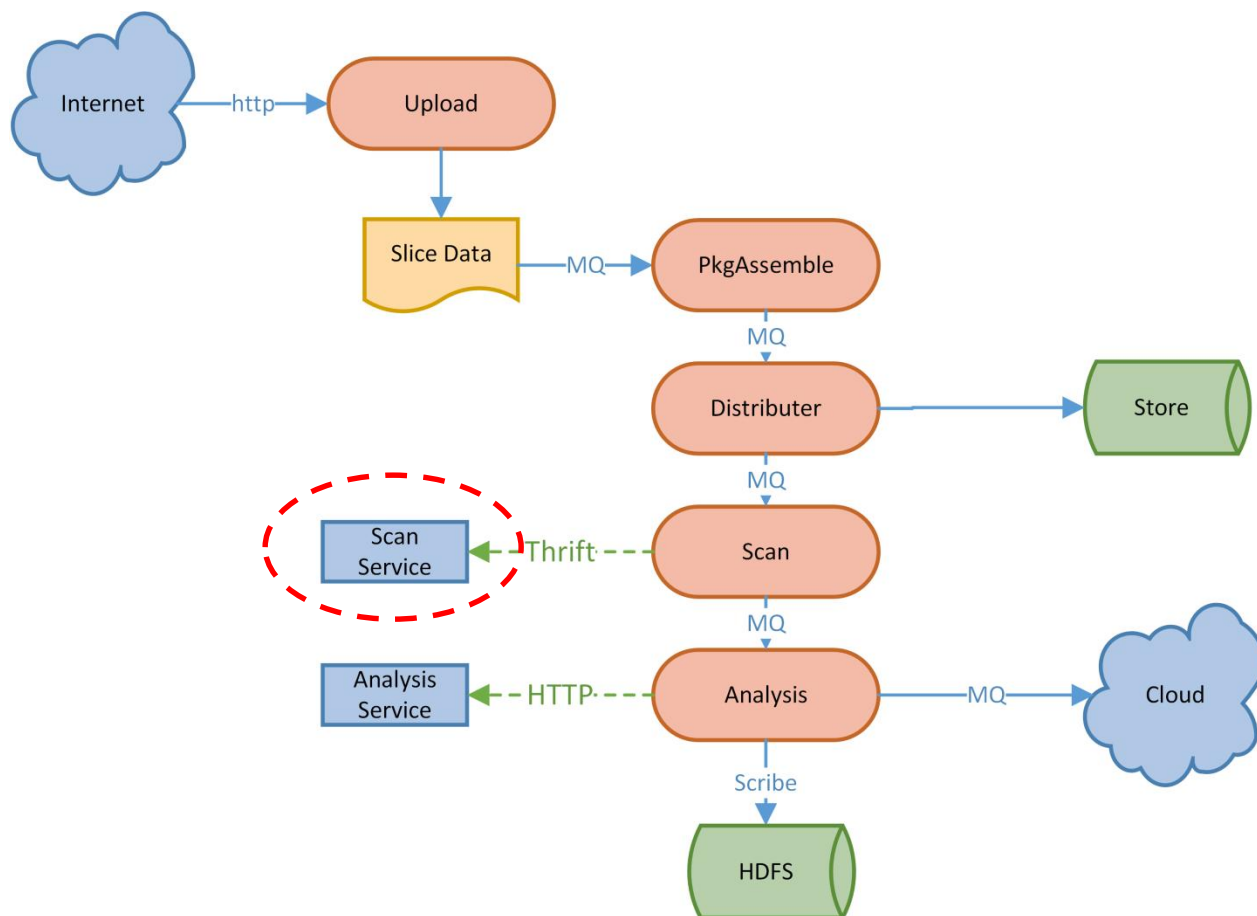 Internet
http
Upload
Slice Data
MQ
PkgAssemble
MQ
Distributer
Store
MQ
Scan
Service
Thrift
Scan
MQ
Analysis
Service
HTTP
Analysis
MQ
Cloud
Scribe
HDFS